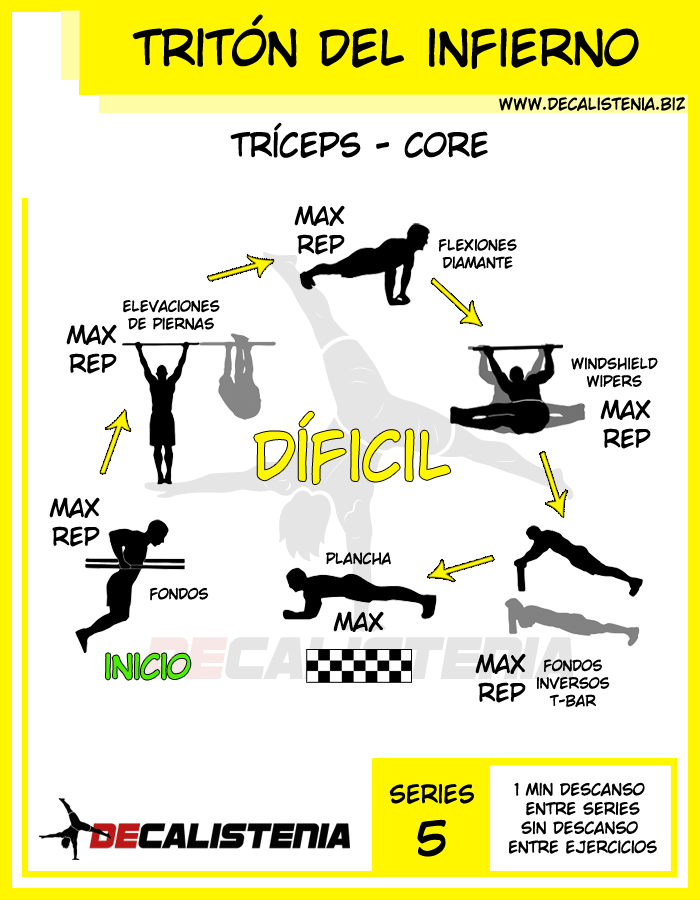 TRITÓN DEL INFIERNO
WWW.DECALISTENIA.BIZ
TRÍCEPS - CORE
MAX
REP
FLEXIONES
DIAMANTE
ELEVACIONES
DE PIERNAS
MAX
REP
WINDSHIELD
WIPERS
MAX
REP
DÍFICIL
MAX
REP
FONDOS
INICIO
PLANCHA
MAX
DECALISTENIA
MAX
REP
FONDOS
INVERSOS
T-BAR
DECALISTENIA
SERIES
5
1 MIN DESCANSO
ENTRE SERIES
SIN DESCANSO
ENTRE EJERCICIOS